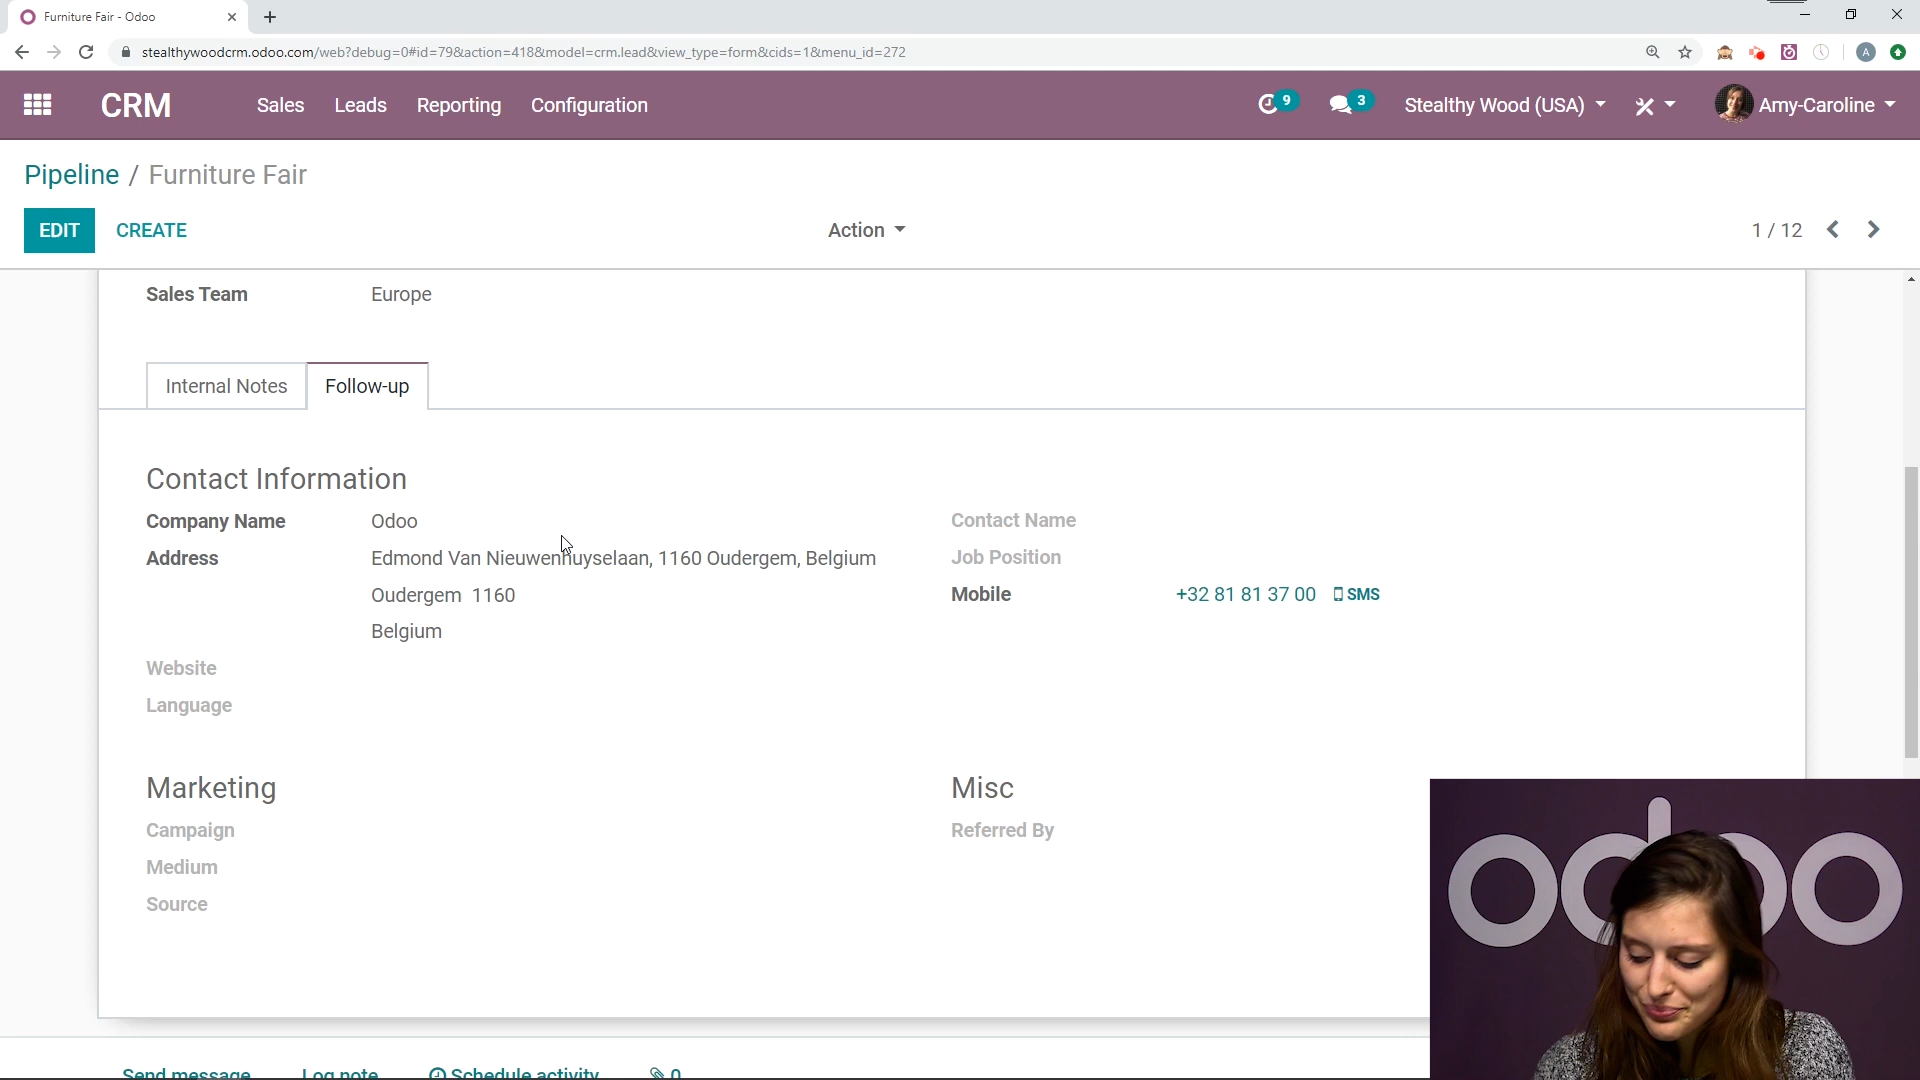 Furniture Fair - Odoo
stealthywoodcrm.odoo.com/web?debug=0#id=79&action=418&model=crm.lead&view_type=form&cids=1&menu_id=272
A
CRM
Sales
Leads
Reporting
Configuration
9
3
Stealthy Wood (USA)
Amy-Caroline
Pipeline / Furniture Fair
EDIT
CREATE
Action
1 / 12
Sales Team
Europe
Internal Notes
Follow-up
Contact Information
Company Name
Odoo
Address
Edmond Van Nieuwenhuyselaan, 1160 Oudergem, Belgium
Oudergem 1160
Belgium
Website
Language
Contact Name
Job Position
Mobile
+32 81 81 37 00
SMS
Marketing
Campaign
Medium
Source
Misc
Referred By
Send message
Log note
Schedule activity
0
odoo